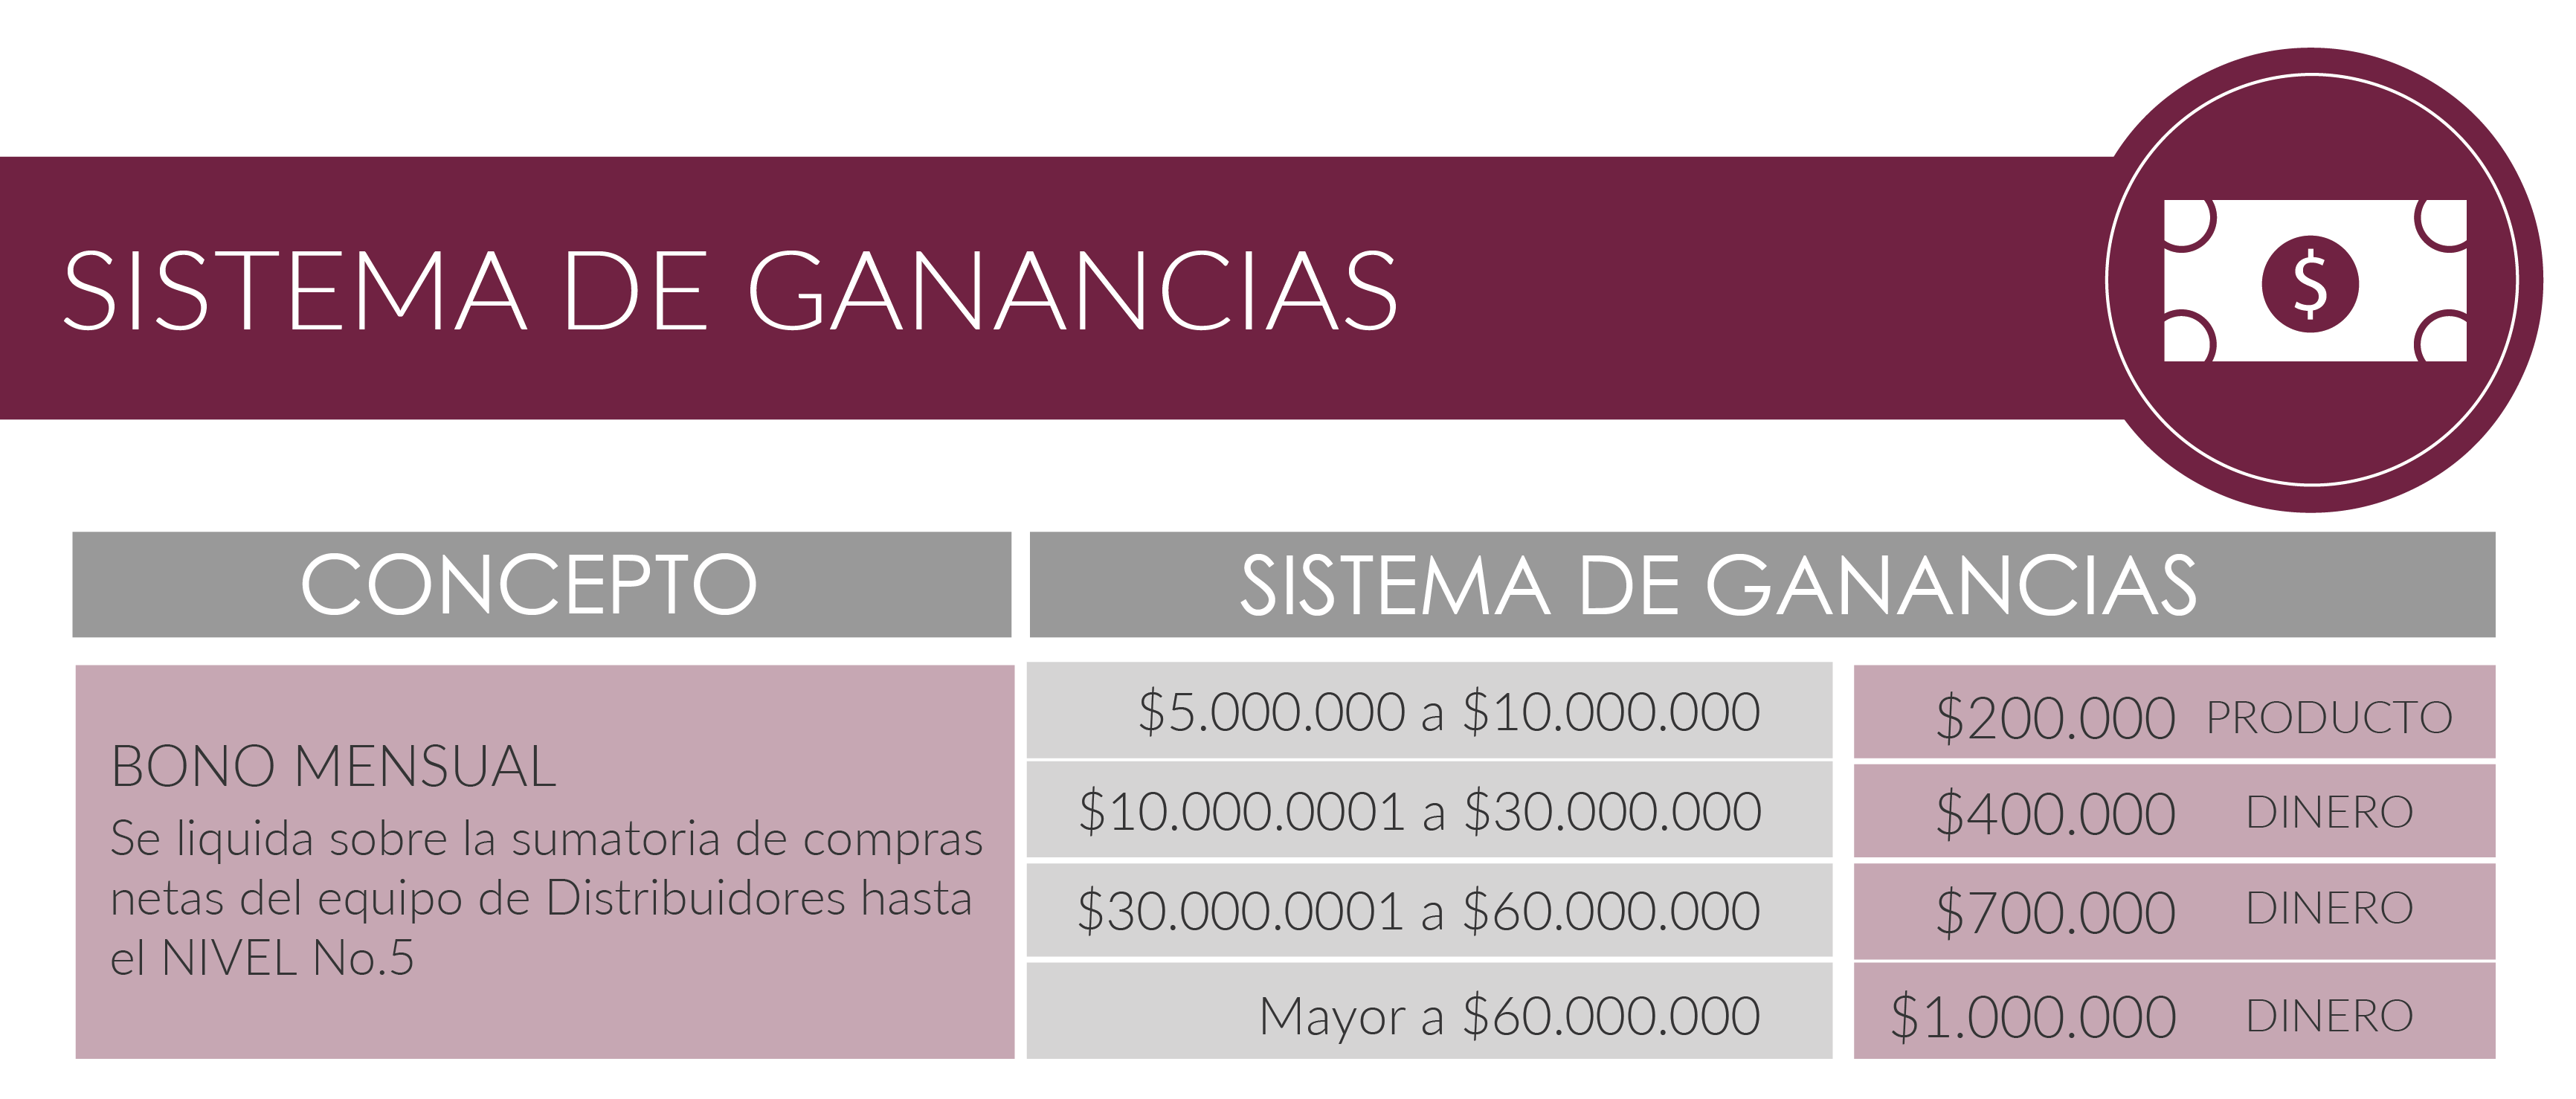 SISTEMA DE GANANCIAS
$
CONCEPTO
SISTEMA DE GANANCIAS
BONO MENSUAL
Se liquida sobre la sumatoria de compras
netas del equipo de Distribuidores hasta
el NIVEL No.5
$5.000.000 a $10.000.000
$200.000 PRODUCTO
$10.000.0001 a $30.000.000
$400.000 DINERO
$30.000.0001 a $60.000.000
$700.000 DINERO
Mayor a $60.000.000
$1.000.000 DINERO